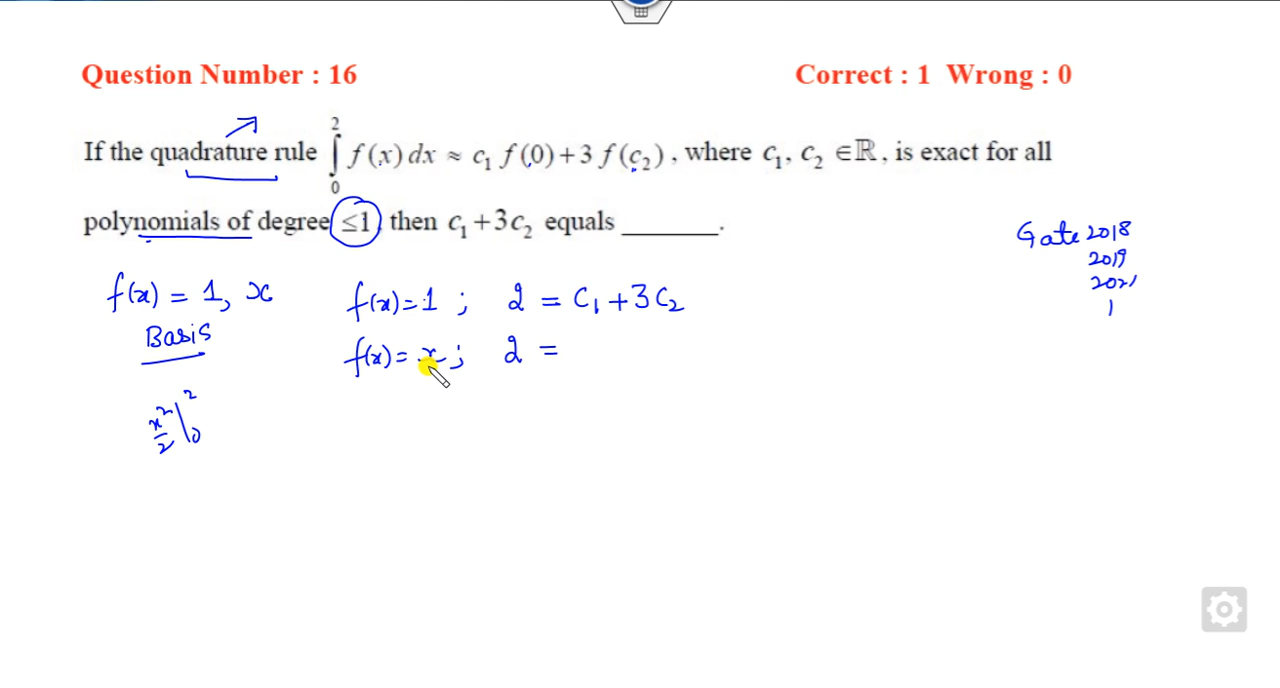 Question Number : 16
Correct : 1 Wrong : 0
If the quadrature rule ∫₀² f(x) dx ≈ c₁ f(0) + 3 f(c₂), where c₁, c₂ ∈ ℝ, is exact for all
polynomials of degree ≤1, then c₁ + 3c₂ equals ________.
Gate 2018
2019
2021
1
f(x) = 1, x
Basis
f(x) = 1 ; 2 = C₁ + 3C₂
f(x) = x ; 2 =
x²/2 |₀²